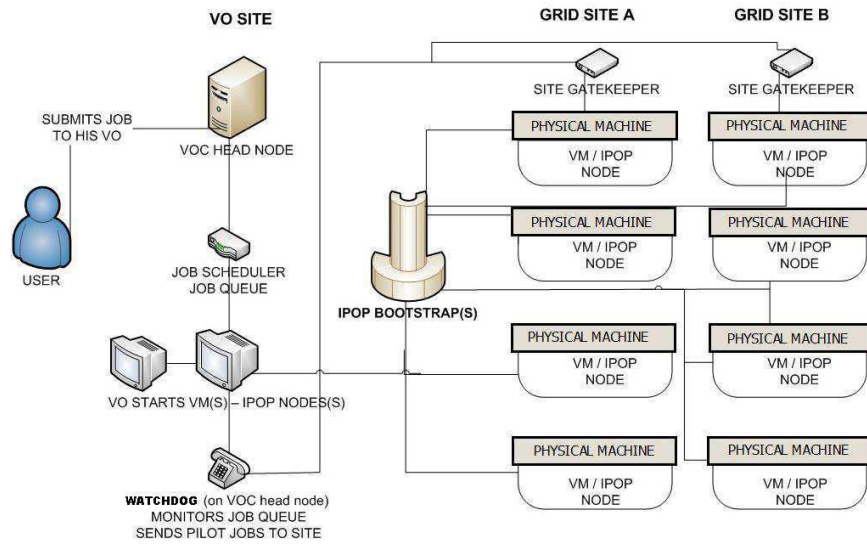 VO SITE
GRID SITE A
GRID SITE B
SUBMITS JOB
TO HIS VO
VOC HEAD NODE
USER
JOB SCHEDULER
JOB QUEUE
VO STARTS VM(S) – IPOP NODES(S)
WATCHDOG (on VOC head node)
MONITORS JOB QUEUE
SENDS PILOT JOBS TO SITE
IPOP BOOTSTRAP(S)
SITE GATEKEEPER
PHYSICAL MACHINE
VM / IPOP
NODE
PHYSICAL MACHINE
VM / IPOP
NODE
PHYSICAL MACHINE
VM / IPOP
NODE
PHYSICAL MACHINE
VM / IPOP
NODE
SITE GATEKEEPER
PHYSICAL MACHINE
VM / IPOP
NODE
PHYSICAL MACHINE
VM / IPOP
NODE
PHYSICAL MACHINE
VM / IPOP
NODE
PHYSICAL MACHINE
VM / IPOP
NODE